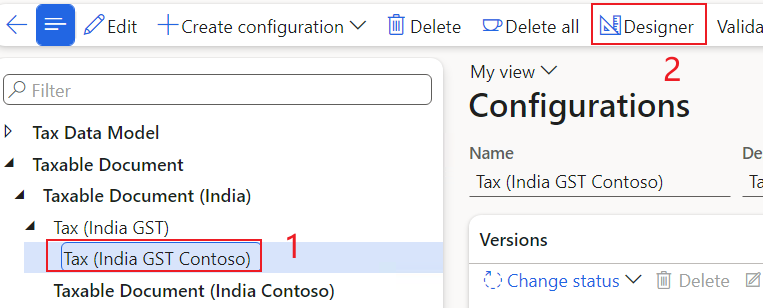 Edit + Create configuration Delete Delete all Designer Valida
2
My view
Filter
Configurations
Tax Data Model
Name De
Taxable Document
Tax (India GST Contoso) Ta
Taxable Document (India)
Tax (India GST)
Versions
1
Tax (India GST Contoso)
Change status Delete
Taxable Document (India Contoso)